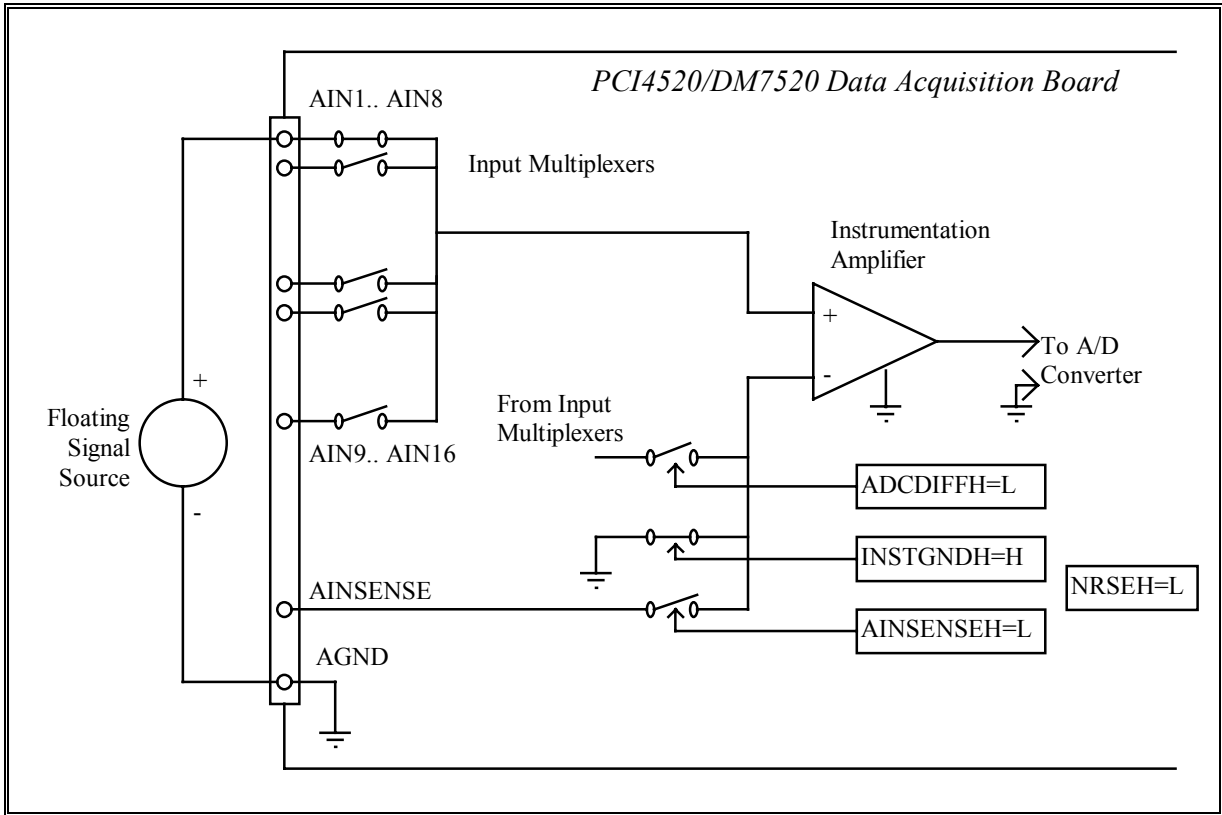 PCI4520/DM7520 Data Acquisition Board
AIN1.. AIN8
Input Multiplexers
Instrumentation
Amplifier
+
-
To A/D
Converter
+
Floating
Signal
Source
-
From Input
Multiplexers
AIN9.. AIN16
ADCDIFFH=L
INSTGNDH=H
NRSEH=L
AINSENSE
AINSENSEH=L
AGND